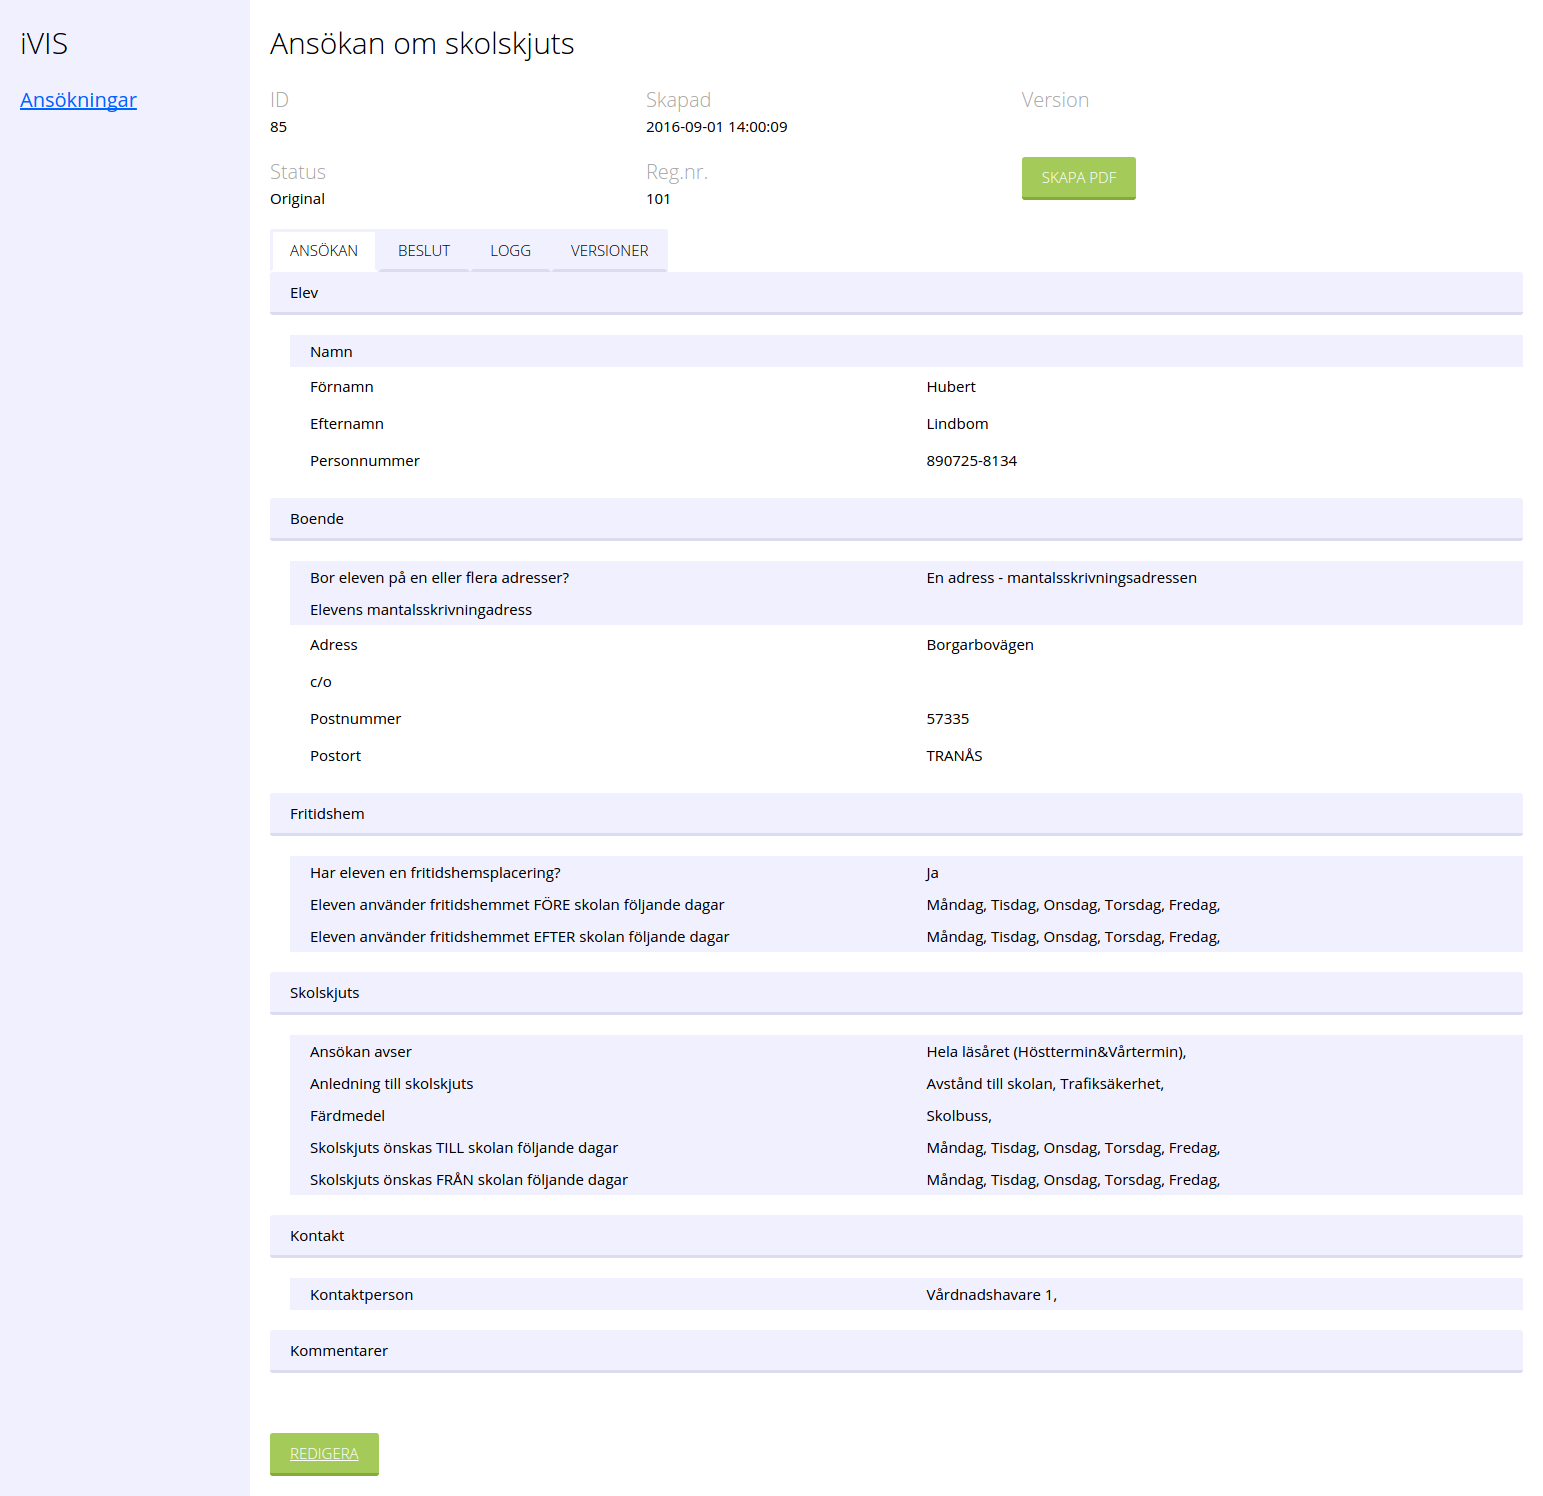 iVIS
Ansökningar
Ansökan om skolskjuts
ID Skapad Version
85 2016-09-01 14:00:09
Status Reg.nr. SKAPA PDF
Original 101
ANSÖKAN BESLUT LOGG VERSIONER
Elev
Namn
Förnamn Hubert
Efternamn Lindbom
Personnummer 890725-8134
Boende
Bor eleven på en eller flera adresser? En adress - mantalsskrivningsadressen
Elevens mantalsskrivningadress
Adress Borgarbovägen
c/o
Postnummer 57335
Postort TRANÅS
Fritidshem
Har eleven en fritidshemsplacering? Ja
Eleven använder fritidshemmet FÖRE skolan följande dagar Måndag, Tisdag, Onsdag, Torsdag, Fredag,
Eleven använder fritidshemmet EFTER skolan följande dagar Måndag, Tisdag, Onsdag, Torsdag, Fredag,
Skolskjuts
Ansökan avser Hela läsåret (Hösttermin&Vårtermin),
Anledning till skolskjuts Avstånd till skolan, Trafiksäkerhet,
Färdmedel Skolbuss,
Skolskjuts önskas TILL skolan följande dagar Måndag, Tisdag, Onsdag, Torsdag, Fredag,
Skolskjuts önskas FRÅN skolan följande dagar Måndag, Tisdag, Onsdag, Torsdag, Fredag,
Kontakt
Kontaktperson Vårdnadshavare 1,
Kommentarer
REDIGERA